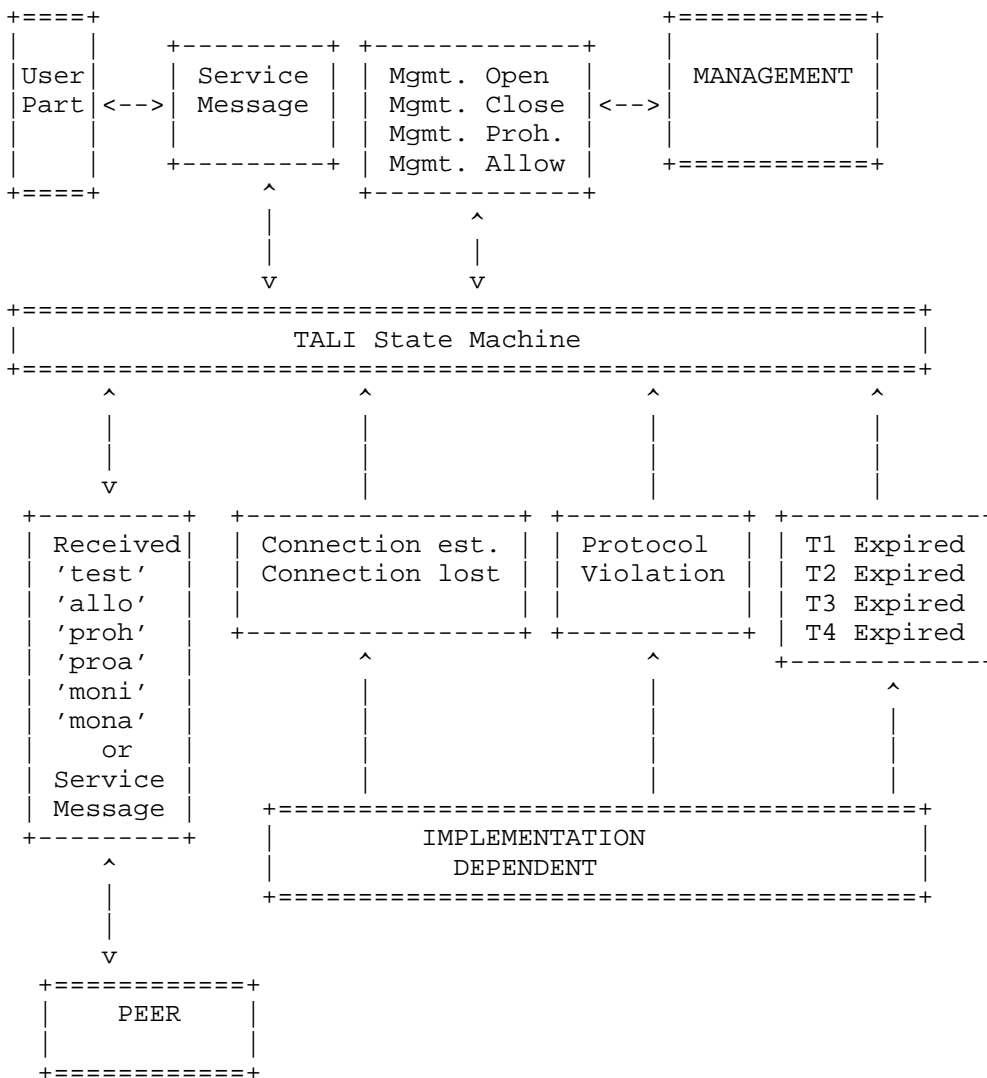 User Part
Service Message
Mgmt. Open
Mgmt. Close
Mgmt. Proh.
Mgmt. Allow
MANAGEMENT
TALI State Machine
Received
'test'
'allo'
'proh'
'proa'
'moni'
'mona'
or
Service
Message
Connection est.
Connection lost
Protocol
Violation
T1 Expired
T2 Expired
T3 Expired
T4 Expired
IMPLEMENTATION
DEPENDENT
PEER